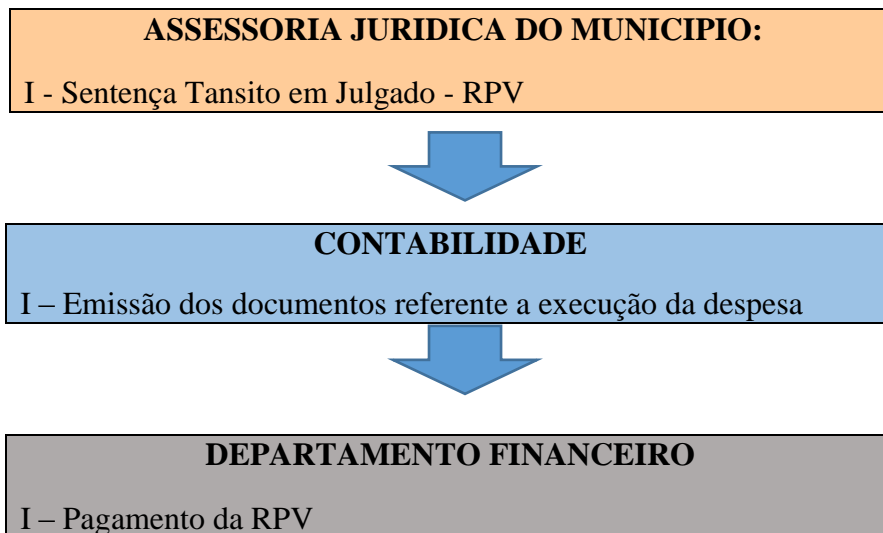 ASSESSORIA JURIDICA DO MUNICIPIO:
I - Sentença Tansito em Julgado - RPV
CONTABILIDADE
I – Emissão dos documentos referente a execução da despesa
DEPARTAMENTO FINANCEIRO
I – Pagamento da RPV